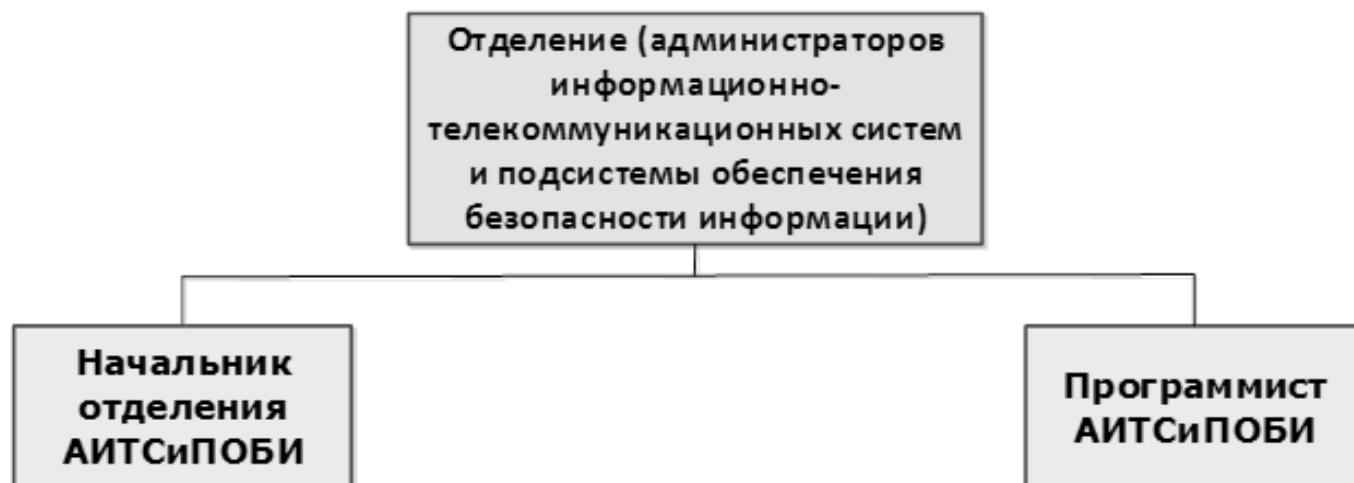 Отделение (администраторов
информационно-
телекоммуникационных систем
и подсистемы обеспечения
безопасности информации)
Начальник
отделения
АИТСиПОБИ
Программист
АИТСиПОБИ